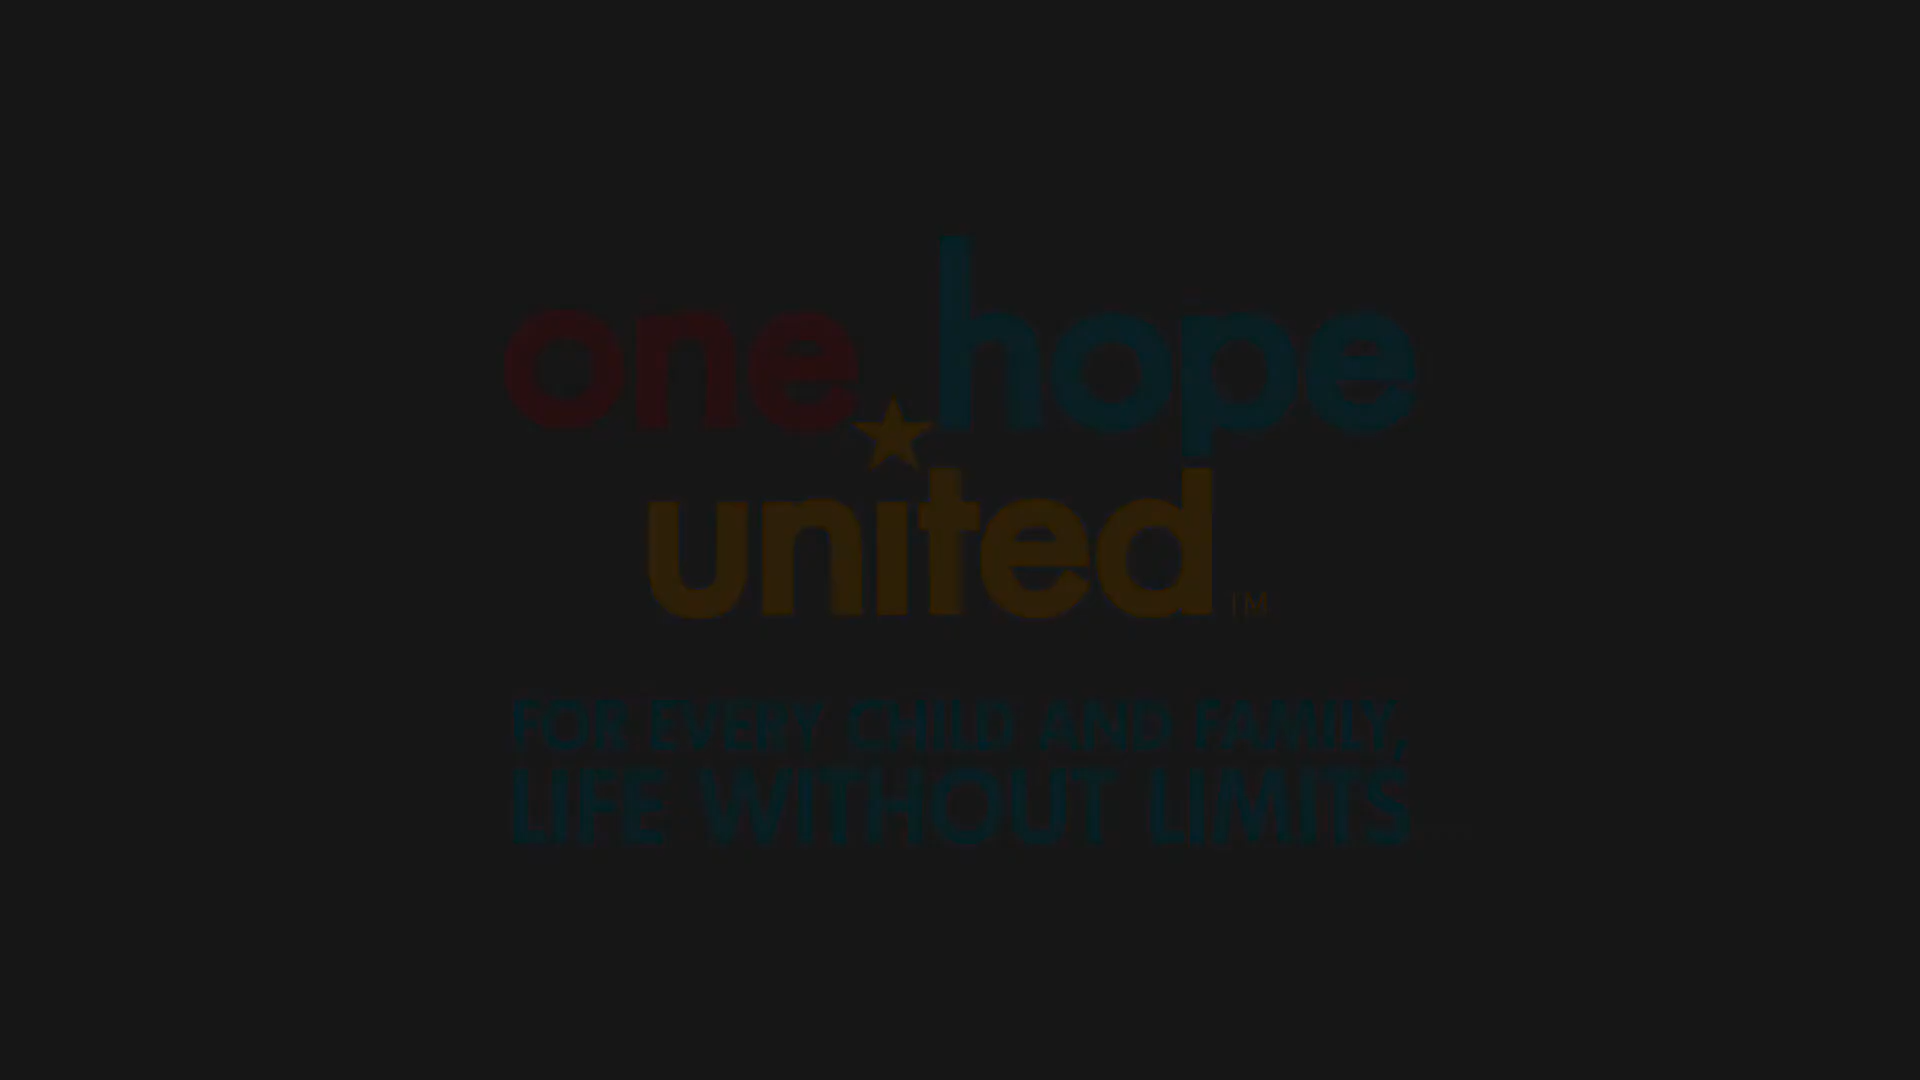 one hope
united TM
FOR EVERY CHILD AND FAMILY,
LIFE WITHOUT LIMITS